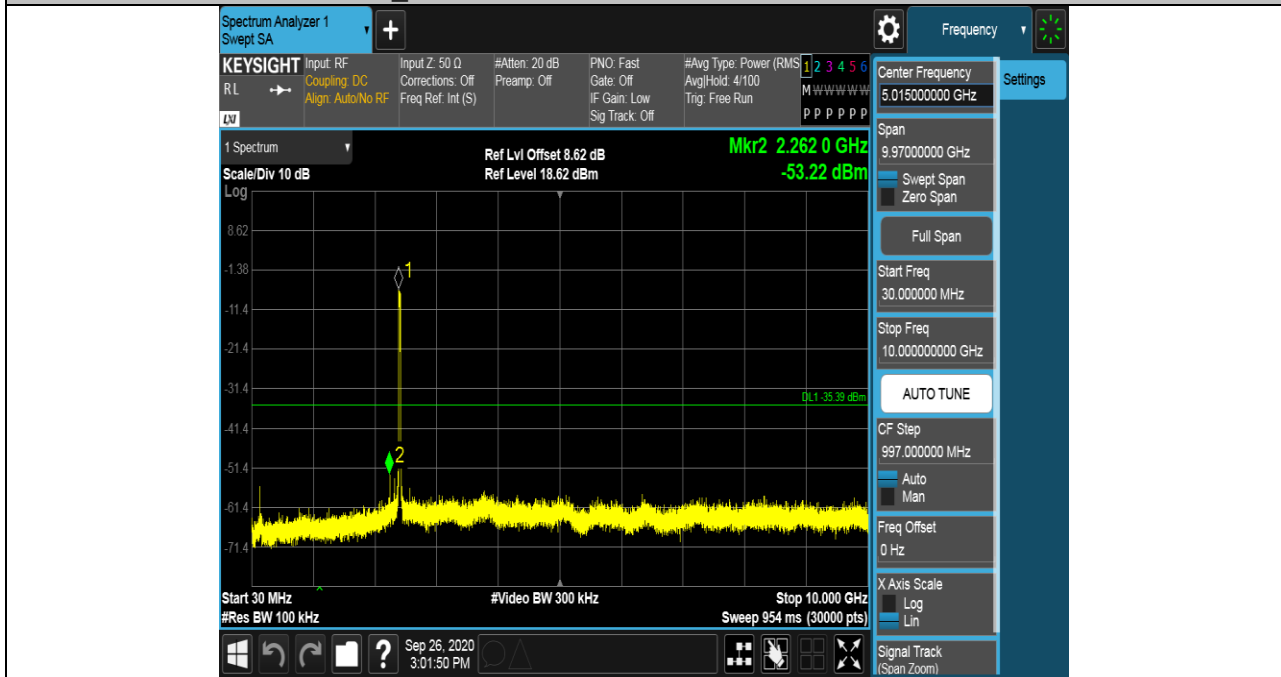 Spectrum Analyzer 1
Swept SA
+
Frequency
KEYSIGHT
RL
LXI
Input: RF
Coupling: DC
Align: Auto/No RF
Input Z: 50 Ω
Corrections: Off
Freq Ref: Int (S)
#Atten: 20 dB
Preamp: Off
PNO: Fast
Gate: Off
IF Gain: Low
Sig Track: Off
#Avg Type: Power (RMS
Avg|Hold: 4/100
Trig: Free Run
1 2 3 4 5 6
M W W W W W
P P P P P P
1 Spectrum
Scale/Div 10 dB
Log
Ref Lvl Offset 8.62 dB
Ref Level 18.62 dBm
Mkr2 2.262 0 GHz
-53.22 dBm
8.62
-1.38
-11.4
-21.4
-31.4
-41.4
-51.4
-61.4
-71.4
1
2
DL1 -35.39 dBm
Start 30 MHz
#Res BW 100 kHz
#Video BW 300 kHz
Stop 10.000 GHz
Sweep 954 ms (30000 pts)
?
Sep 26, 2020
3:01:50 PM
Center Frequency
5.015000000 GHz
Span
9.97000000 GHz
Swept Span
Zero Span
Full Span
Start Freq
30.000000 MHz
Stop Freq
10.000000000 GHz
AUTO TUNE
CF Step
997.000000 MHz
Auto
Man
Freq Offset
0 Hz
X Axis Scale
Log
Lin
Signal Track
(Span Zoom)
Settings